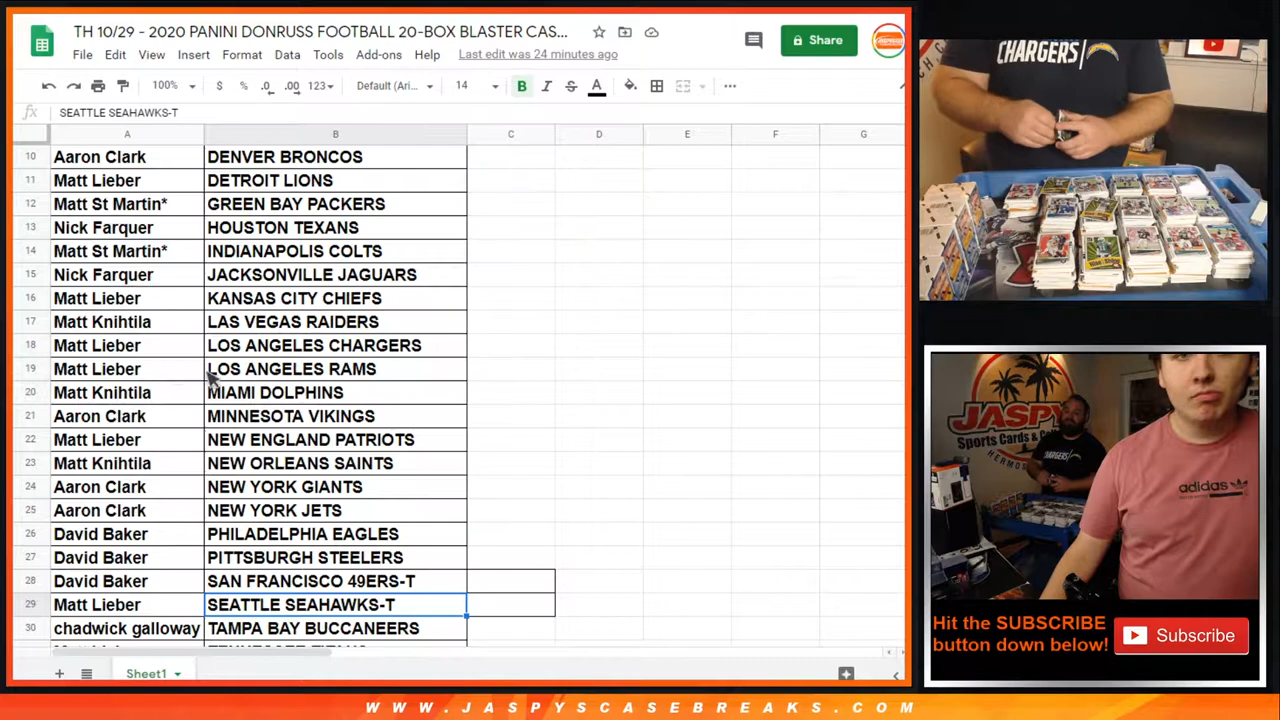 TH 10/29 - 2020 PANINI DONRUSS FOOTBALL 20-BOX BLASTER CAS...
Share
File Edit View Insert Format Data Tools Add-ons Help Last edit was 24 minutes ago
100% $ % .0 .00 123 Default (Ari... 14 B I S A
fx SEATTLE SEAHAWKS-T
A B C D E F G
10 Aaron Clark DENVER BRONCOS
11 Matt Lieber DETROIT LIONS
12 Matt St Martin* GREEN BAY PACKERS
13 Nick Farquer HOUSTON TEXANS
14 Matt St Martin* INDIANAPOLIS COLTS
15 Nick Farquer JACKSONVILLE JAGUARS
16 Matt Lieber KANSAS CITY CHIEFS
17 Matt Knihtila LAS VEGAS RAIDERS
18 Matt Lieber LOS ANGELES CHARGERS
19 Matt Lieber LOS ANGELES RAMS
20 Matt Knihtila MIAMI DOLPHINS
21 Aaron Clark MINNESOTA VIKINGS
22 Matt Lieber NEW ENGLAND PATRIOTS
23 Matt Knihtila NEW ORLEANS SAINTS
24 Aaron Clark NEW YORK GIANTS
25 Aaron Clark NEW YORK JETS
26 David Baker PHILADELPHIA EAGLES
27 David Baker PITTSBURGH STEELERS
28 David Baker SAN FRANCISCO 49ERS-T
29 Matt Lieber SEATTLE SEAHAWKS-T
30 chadwick galloway TAMPA BAY BUCCANEERS
Sheet1
CHARGERS
JASPY
Sports Cards & Col
HERMOS
CHARGERS
adidas
Hit the SUBSCRIBE
button down below!
Subscribe
WWW.JASPYSCASEBREAKS.COM